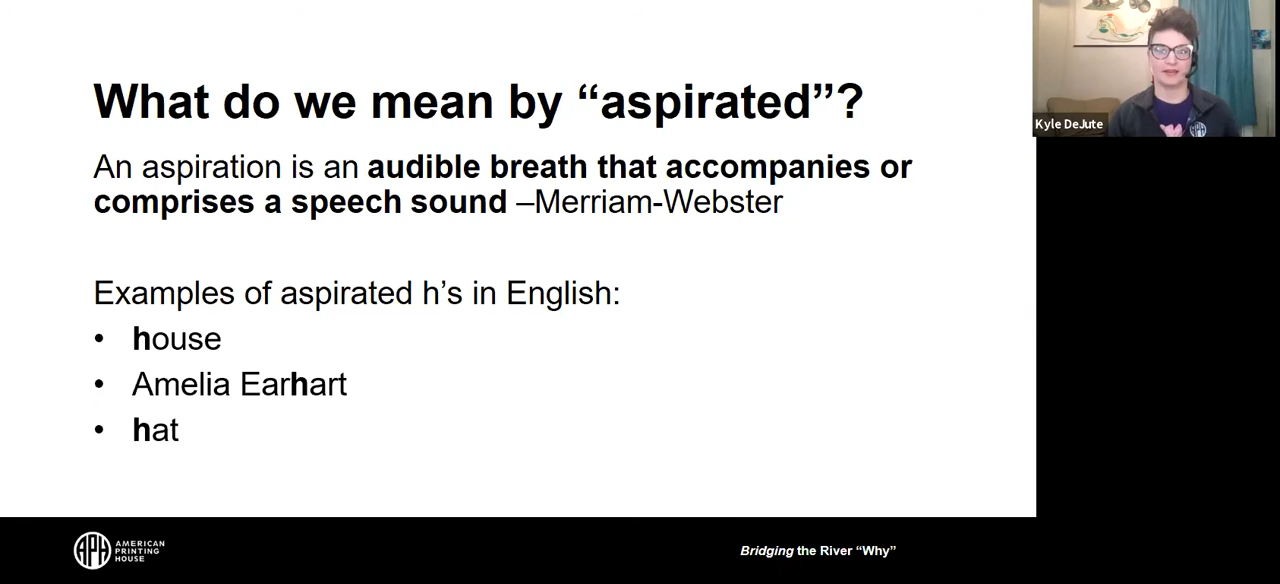 What do we mean by “aspirated”?
An aspiration is an audible breath that accompanies or
comprises a speech sound –Merriam-Webster
Examples of aspirated h’s in English:
• house
• Amelia Earhart
• hat
Kyle DeJute
APH
AMERICAN
PRINTING
HOUSE
Bridging the River “Why”
APH